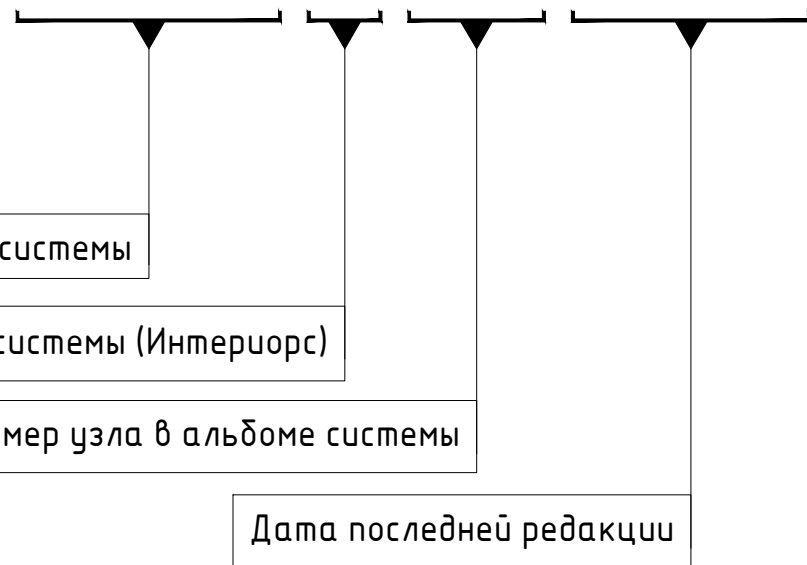 системы
системы (Интериорс)
мер узла в альбоме системы
Дата последней редакции